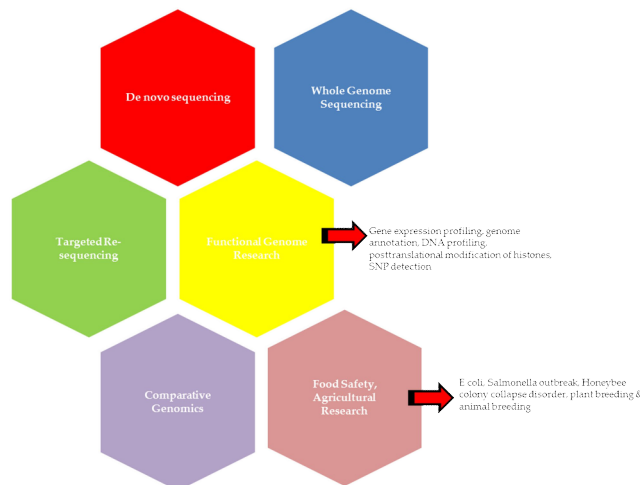 De novo sequencing
Whole Genome
Sequencing
Targeted Re-
sequencing
Functional Genome
Research
Gene expression profiling, genome
annotation, DNA profiling,
posttranslational modification of histones,
SNP detection
Comparative
Genomics
Food Safety,
Agricultural
Research
E coli, Salmonella outbreak, Honeybee
colony collapse disorder, plant breeding &
animal breeding